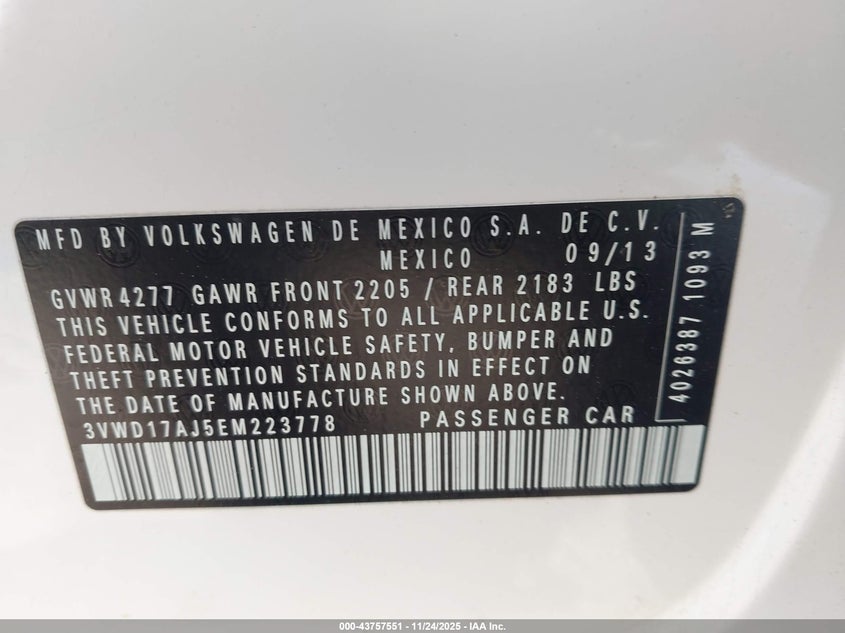 MFD BY VOLKSWAGEN DE MEXICO S.A. DE C.V.
MEXICO 09/13
GVWR 4277 GAWR FRONT 2205 / REAR 2183 LBS
THIS VEHICLE CONFORMS TO ALL APPLICABLE U.S.
FEDERAL MOTOR VEHICLE SAFETY, BUMPER AND
THEFT PREVENTION STANDARDS IN EFFECT ON
THE DATE OF MANUFACTURE SHOWN ABOVE.
3VWD17AJ5EM223778 PASSENGER CAR
4026387 1093 M
000-43757551 - 11/24/2025 - IAA Inc.